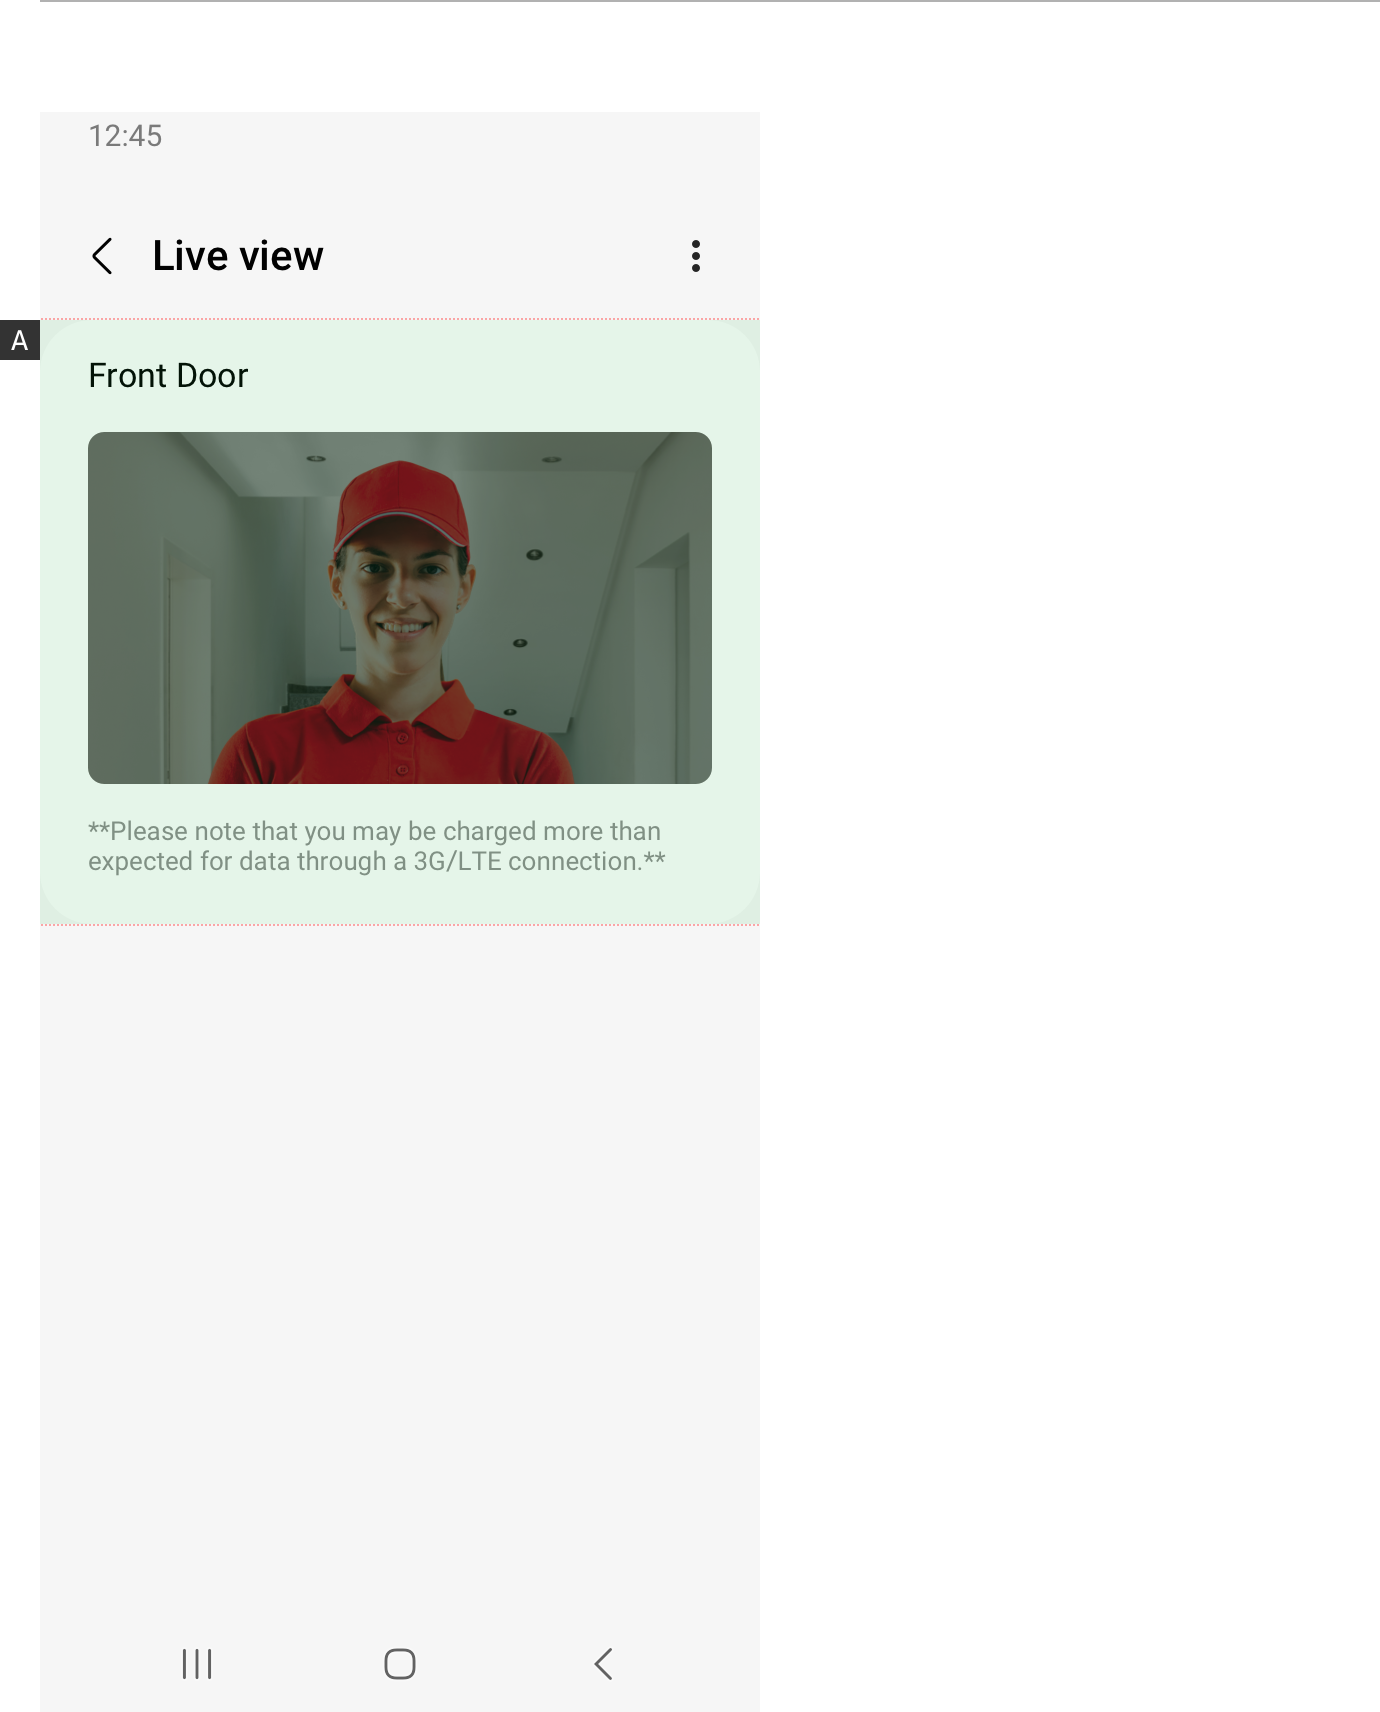 12:45
Live view
A
Front Door
**Please note that you may be charged more than
expected for data through a 3G/LTE connection.**